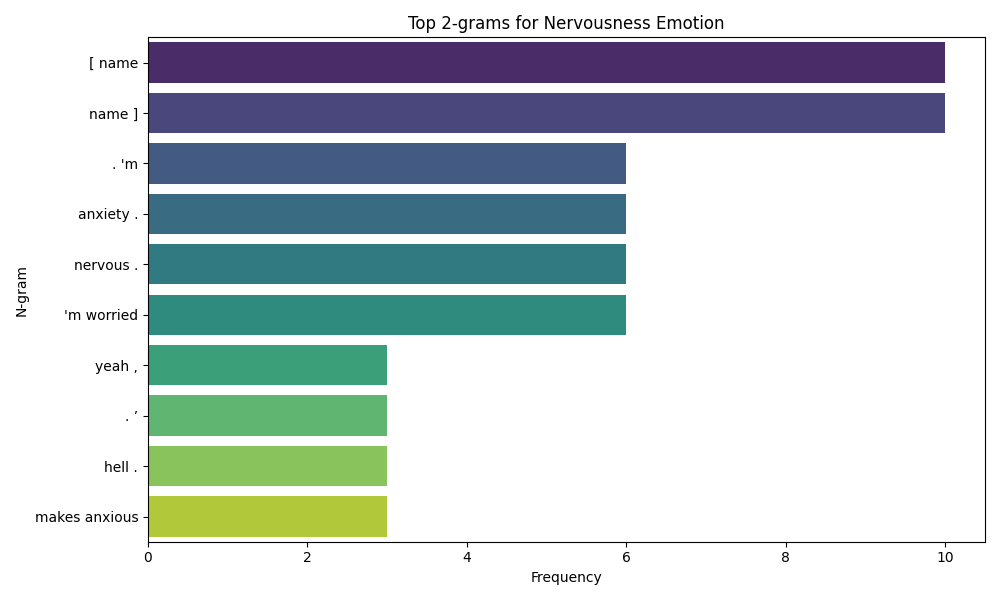 Top 2-grams for Nervousness Emotion
[ name
name ]
. 'm
anxiety .
nervous .
'm worried
yeah ,
. ’
hell .
makes anxious
N-gram
0 2 4 6 8 10
Frequency